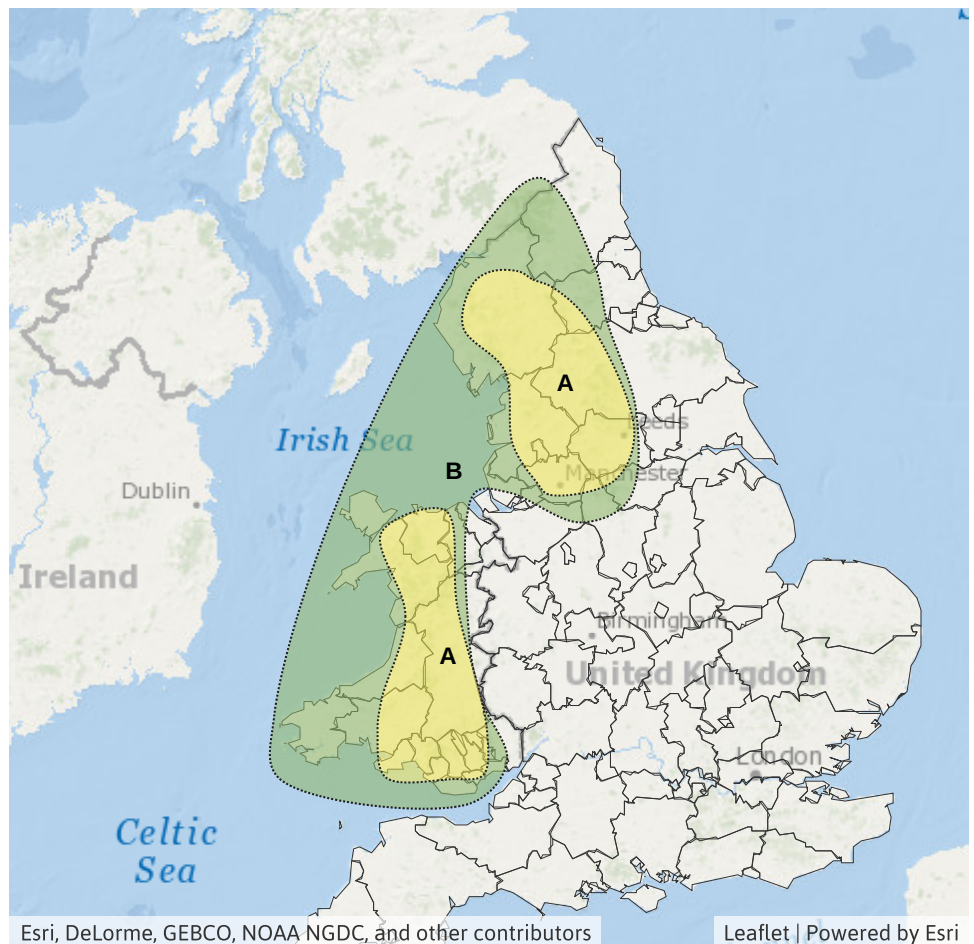 A
Leeds
Irish Sea
B
Manchester
Dublin
Ireland
Birmingham
A
United Kingdom
London
Celtic
Sea
Esri, DeLorme, GEBCO, NOAA NGDC, and other contributors
Leaflet | Powered by Esri